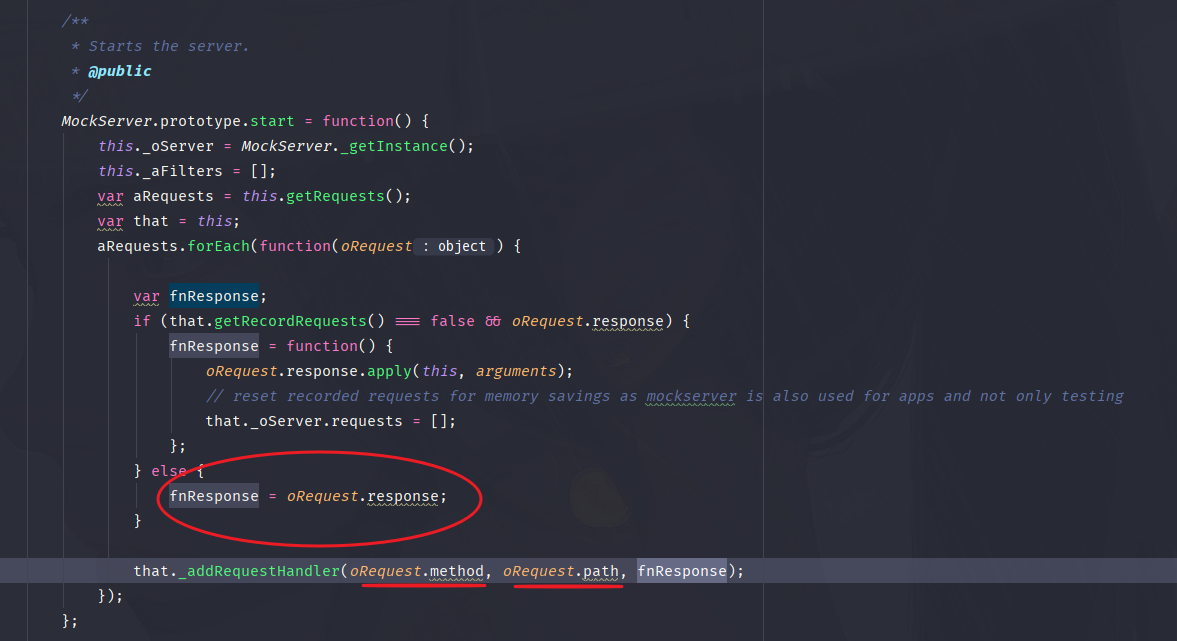 /**
 * Starts the server.
 * @public
 */
MockServer.prototype.start = function() {
this._oServer = MockServer._getInstance();
this._aFilters = [];
var aRequests = this.getRequests();
var that = this;
aRequests.forEach(function(oRequest : object ) {
var fnResponse;
if (that.getRecordRequests() === false && oRequest.response) {
fnResponse = function() {
oRequest.response.apply(this, arguments);
// reset recorded requests for memory savings as mockserver is also used for apps and not only testing
that._oServer.requests = [];
};
} else {
fnResponse = oRequest.response;
}
that._addRequestHandler(oRequest.method, oRequest.path, fnResponse);
});
};